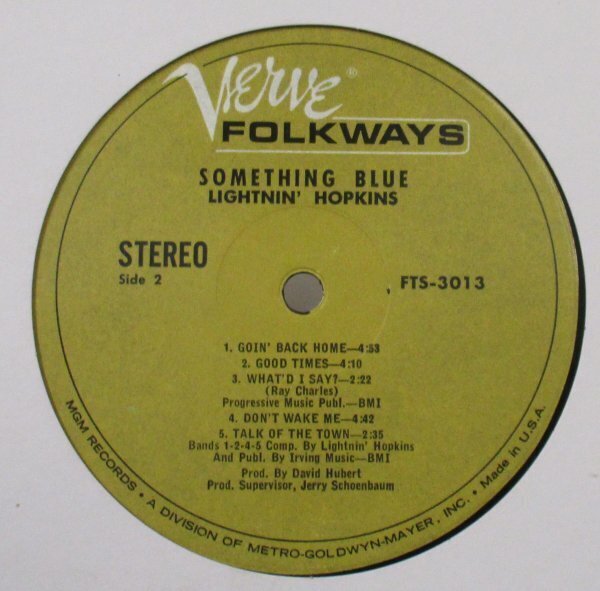 Verve®
FOLKWAYS
SOMETHING BLUE
LIGHTNIN' HOPKINS
STEREO
Side 2
FTS-3013
1. GOIN' BACK HOME—4:53
2. GOOD TIMES—4:10
3. WHAT'D I SAY?—2:22
(Ray Charles)
Progressive Music Publ.—BMI
4. DON'T WAKE ME—4:42
5. TALK OF THE TOWN—2:35
Bands 1-2-4-5 Comp. By Lightnin' Hopkins
And Publ. By Irving Music—BMI
Prod. By David Hubert
Prod. Supervisor, Jerry Schoenbaum
MGM RECORDS • A DIVISION OF METRO-GOLDWYN-MAYER, INC. • Made in U.S.A.